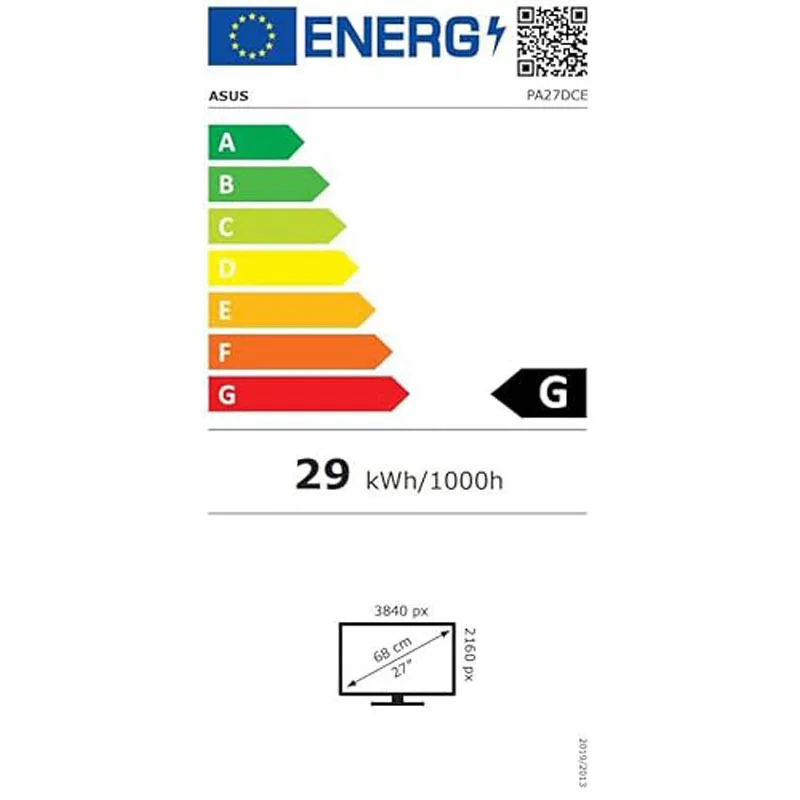 ENERG
ASUS
PA27DCE
A
B
C
D
E
F
G
G
29 kWh/1000h
3840 px
2160 px
68 cm
27"
2019/2013